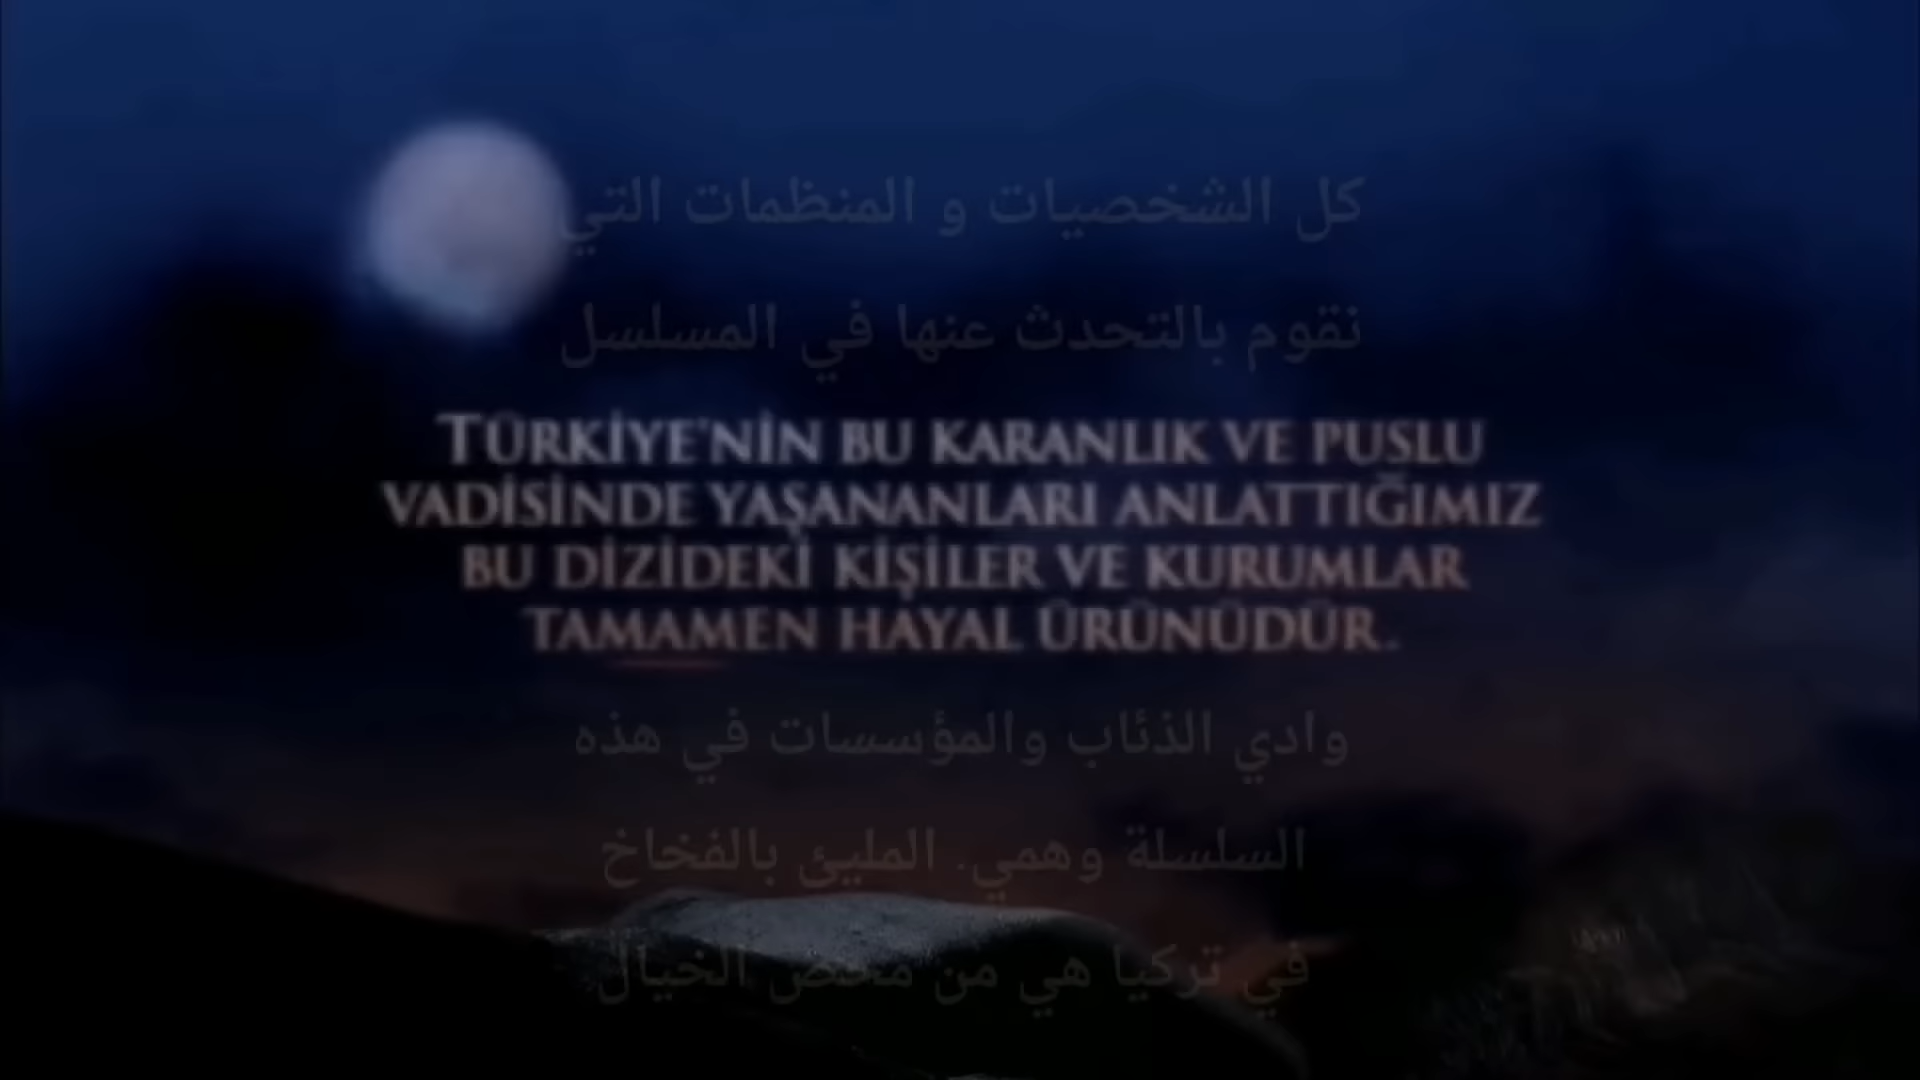 كل الشخصيات و المنظمات التي
نقوم بالتحدث عنها في المسلسل
TÜRKİYE'NİN BU KARANLIK VE PUSLU
VADİSİNDE YAŞANANLARI ANLATTIĞIMIZ
BU DİZİDEKİ KİŞİLER VE KURUMLAR
TAMAMEN HAYAL ÜRÜNÜDÜR.
وادي الذئاب والمؤسسات في هذه
السلسلة وهمي. المليئ بالفخاخ
في تركيا هي من محض الخيال